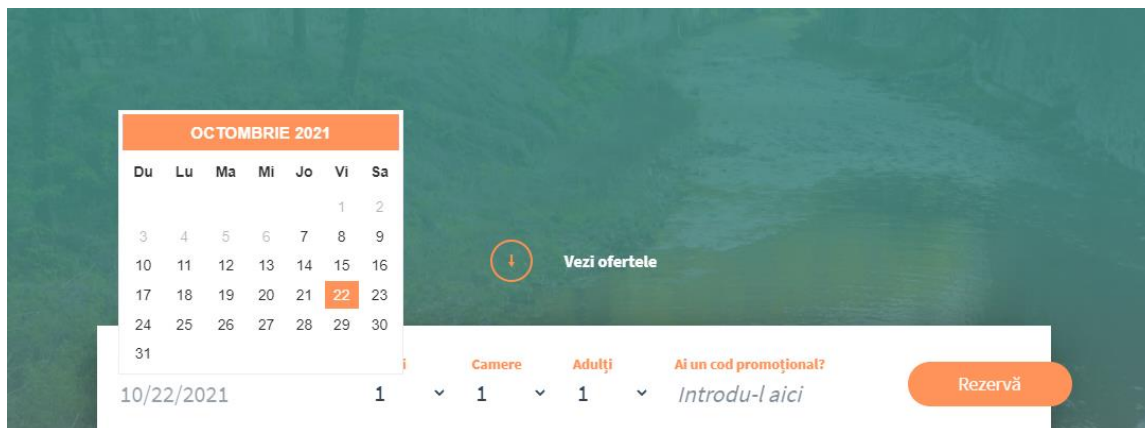 OCTOMBRIE 2021
Du Lu Ma Mi Jo Vi Sa
1 2
3 4 5 6 7 8 9
10 11 12 13 14 15 16
17 18 19 20 21 22 23
24 25 26 27 28 29 30
31
Vezi ofertele
Camere Adulți Ai un cod promoțional?
10/22/2021 1 1 1 Introdu-l aici Rezervă